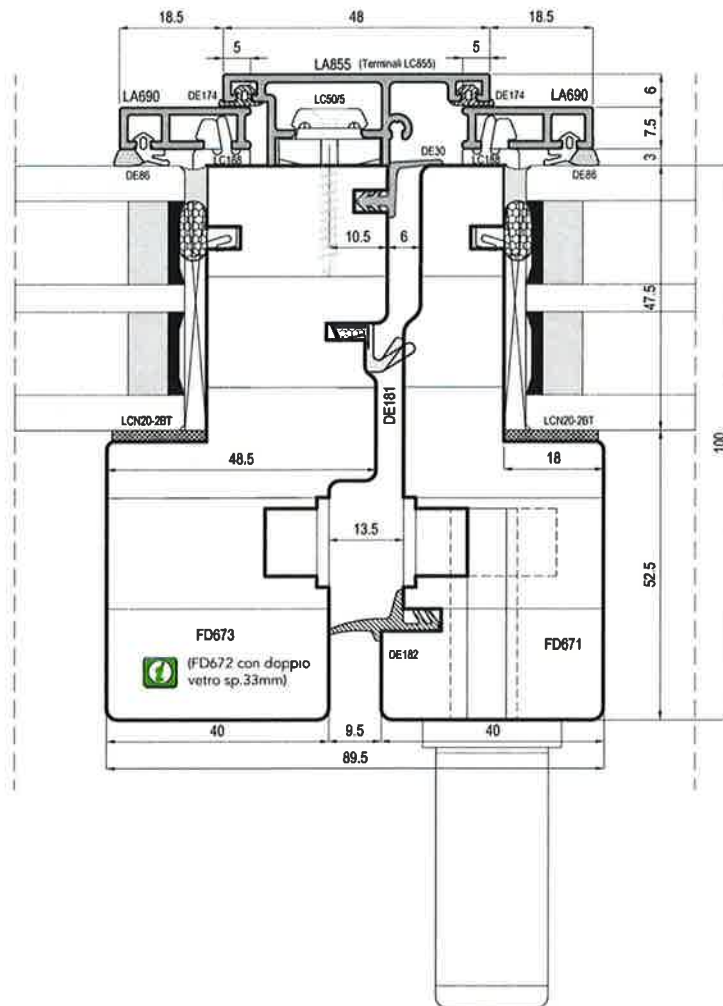 18.5 48 18.5
5 5
LA855 (Terminali LC855)
LA690 DE174 LC50/5 DE174 LA690
6
7.5
3
DE30
DE86 LC188 LC188 DE86
10.5 6
47.5
DE181
LCN20-2BT LCN20-2BT
100
48.5 18
13.5
52.5
FD673 FD671
(FD672 con doppio
vetro sp.33mm)
DE182
40 9.5 40
89.5